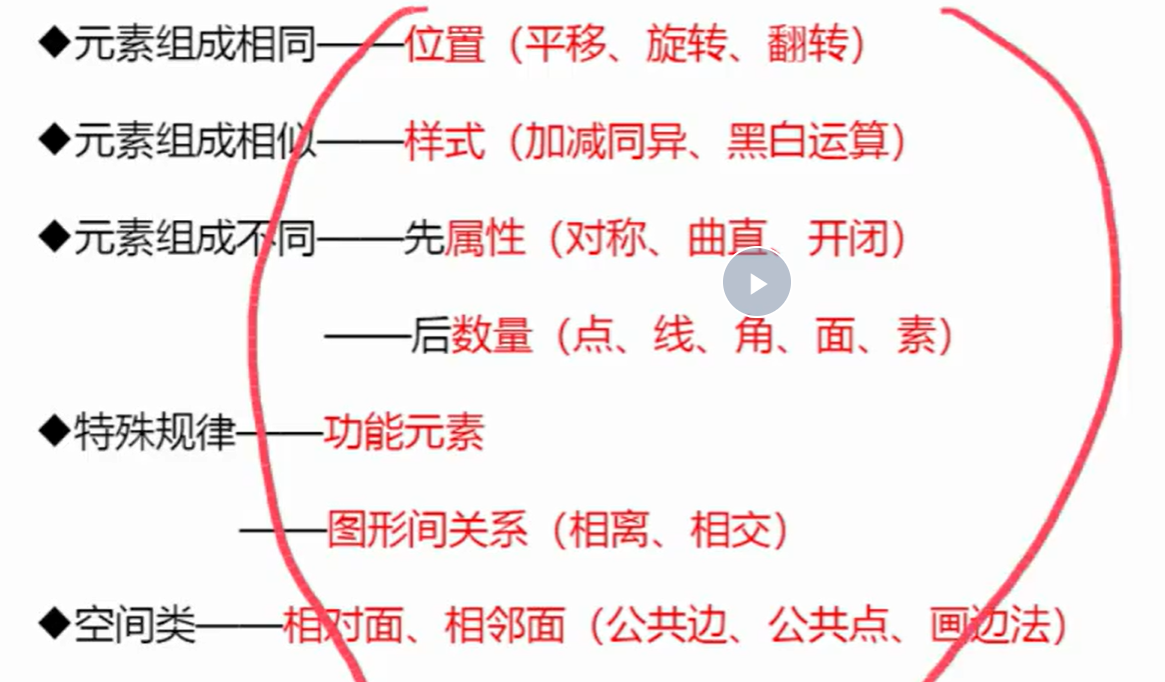 ◆元素组成相同——位置（平移、旋转、翻转）
◆元素组成相似——样式（加减同异、黑白运算）
◆元素组成不同——先属性（对称、曲直、开闭）
——后数量（点、线、角、面、素）
◆特殊规律——功能元素
——图形间关系（相离、相交）
◆空间类——相对面、相邻面（公共边、公共点、画边法）